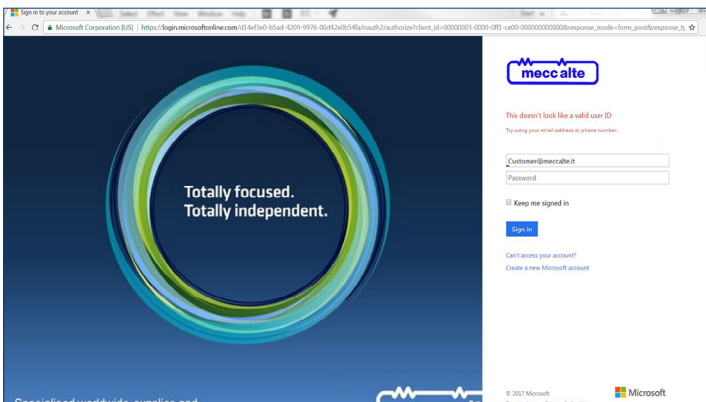 Sign in to your account
Microsoft Corporation [US] | https://login.microsoftonline.com/d14ef3e0-b5ad-4209-9976-00d42e0b54fa/oauth2/authorize?client_id=00000003-0000-0ff1-ce00-000000000000&response_mode=form_post&response_t
mecc alte
This doesn't look like a valid user ID
Try using your email address or phone number.
Customer@meccalte.it
Password
Keep me signed in
Sign in
Can't access your account?
Create a new Microsoft account
Totally focused.
Totally independent.
© 2017 Microsoft
Microsoft